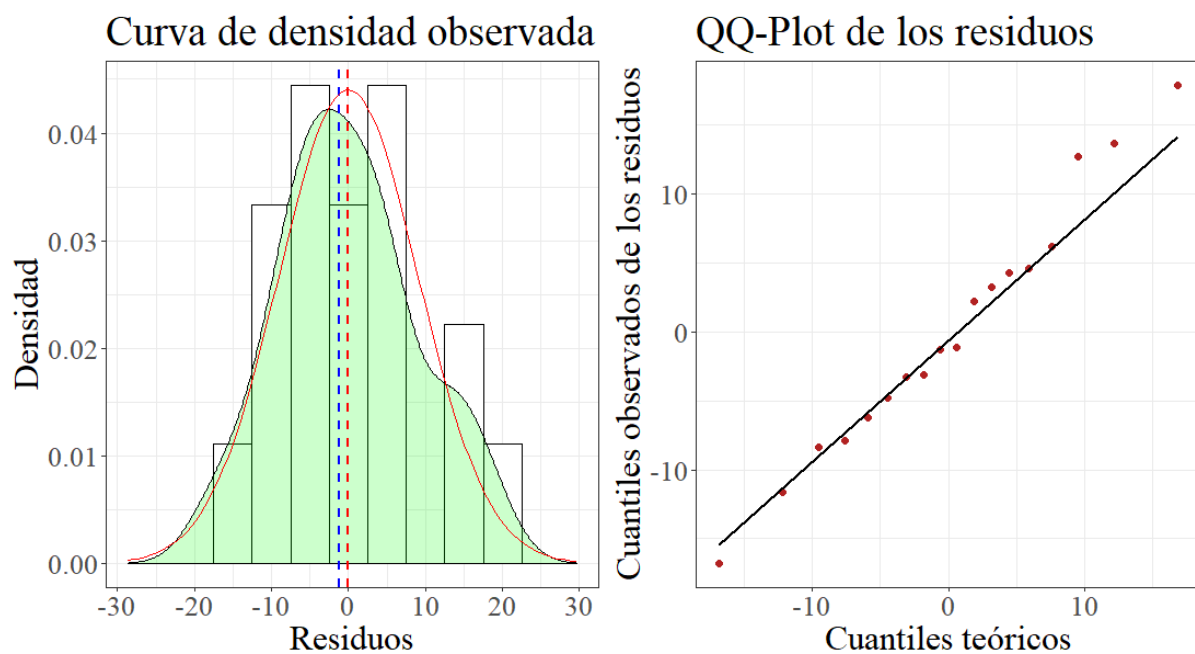 Curva de densidad observada
Densidad
0.04
0.03
0.02
0.01
0.00
-30 -20 -10 0 10 20 30
Residuos
QQ-Plot de los residuos
Cuantiles observados de los residuos
10
0
-10
-10 0 10
Cuantiles teóricos